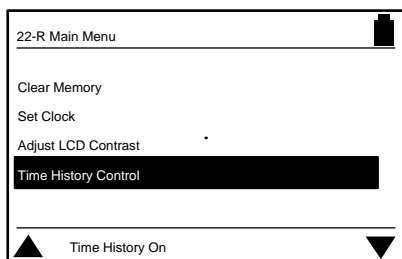 22-R Main Menu
Clear Memory
Set Clock
Adjust LCD Contrast
Time History Control
Time History On